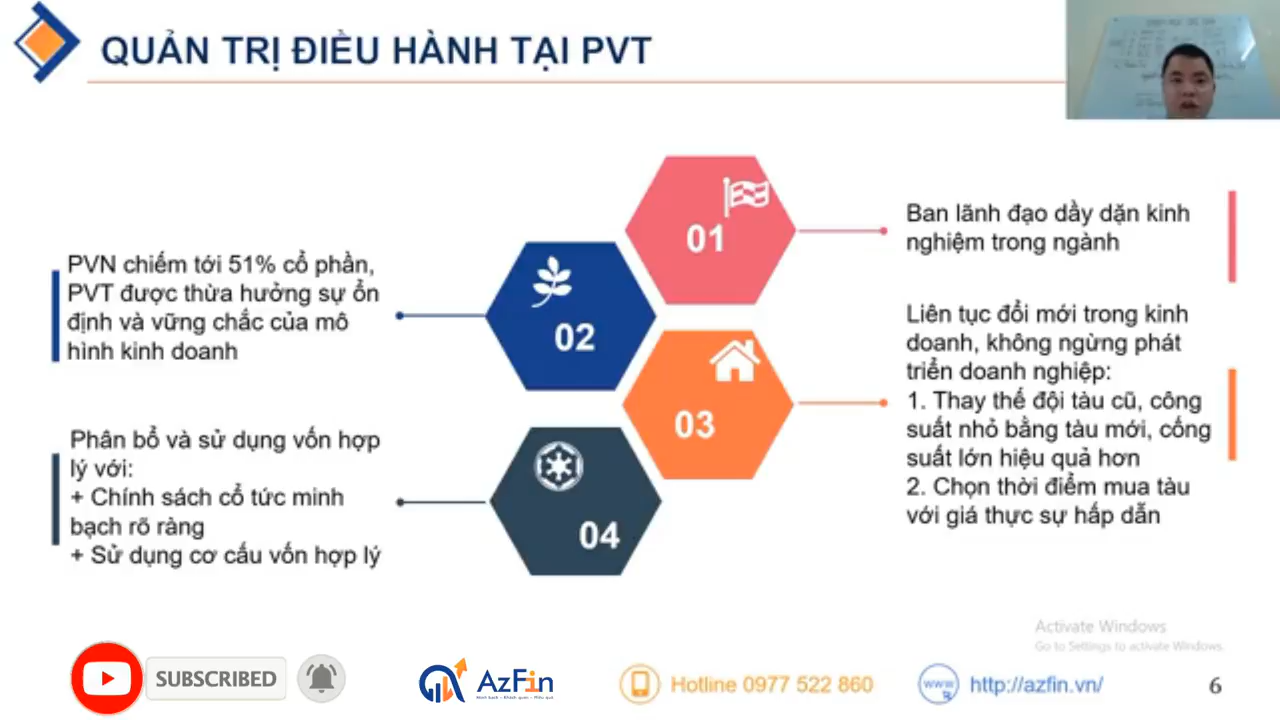 QUẢN TRỊ ĐIỀU HÀNH TẠI PVT
01
Ban lãnh đạo dầy dặn kinh
nghiệm trong ngành
PVN chiếm tới 51% cổ phần,
PVT được thừa hưởng sự ổn
định và vững chắc của mô
hình kinh doanh
02
Liên tục đổi mới trong kinh
doanh, không ngừng phát
triển doanh nghiệp:
1. Thay thế đội tàu cũ, công
suất nhỏ bằng tàu mới, cống
suất lớn hiệu quả hơn
2. Chọn thời điểm mua tàu
với giá thực sự hấp dẫn
03
Phân bổ và sử dụng vốn hợp
lý với:
+ Chính sách cổ tức minh
bạch rõ ràng
+ Sử dụng cơ cấu vốn hợp lý
04
Activate Windows
Go to Settings to activate Windows.
SUBSCRIBED
AzFin
Hotline 0977 522 860
www
http://azfin.vn/
6